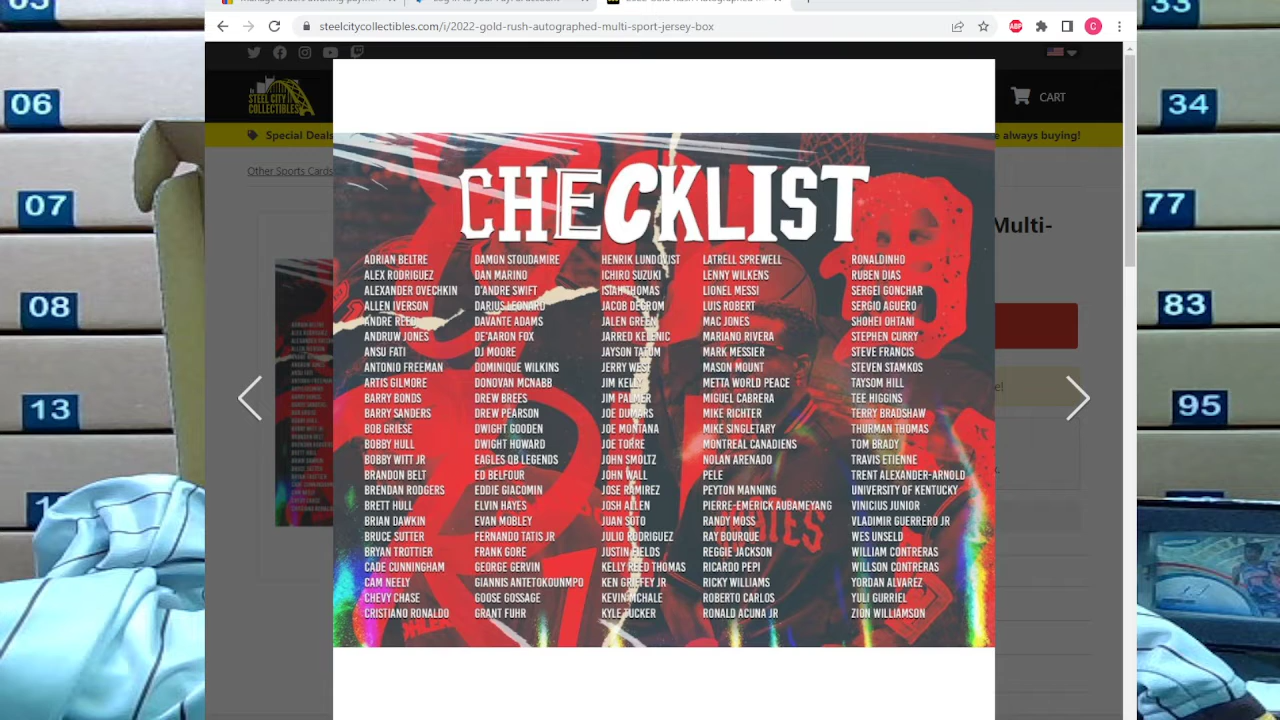 steelcitycollectibles.com/i/2022-gold-rush-autographed-multi-sport-jersey-box
STEEL CITY
COLLECTIBLES
CART
Special Deals
e always buying!
Other Sports Cards
Multi-
CHECKLIST
ADRIAN BELTRE
ALEX RODRIGUEZ
ALEXANDER OVECHKIN
ALLEN IVERSON
ANDRE REED
ANDROW JONES
ANSU FATI
ANTONIO FREEMAN
ARTIS GILMORE
BARRY BONDS
BARRY SANDERS
BOB GRIESE
BOBBY HULL
BOBBY WITT JR
BRANDON BELT
BRENDAN RODGERS
BRETT HULL
BRIAN DAWKIN
BRUCE SUTTER
BRYAN TROTTIER
CADE CUNNINGHAM
CAM NEELY
CHEVY CHASE
CRISTIANO RONALDO
DAMON STOUDAMIRE
DAN MARINO
D'ANDRE SWIFT
DARIUS LEONARD
DAVANTE ADAMS
DE'AARON FOX
DJ MOORE
DOMINIQUE WILKINS
DONOVAN MCNABB
DREW BREES
DREW PEARSON
DWIGHT GOODEN
DWIGHT HOWARD
EAGLES QB LEGENDS
ED BELFOUR
EDDIE GIACOMIN
ELVIN HAYES
EVAN MOBLEY
FERNANDO TATIS JR
FRANK GORE
GEORGE GERVIN
GIANNIS ANTETOKOUNMPO
GOOSE GOSSAGE
GRANT FUHR
HENRIK LUNDQVIST
ICHIRO SUZUKI
ISIAH THOMAS
JACOB DEGROM
JALEN GREEN
JARRED KELENIC
JAYSON TATUM
JERRY WEST
JIM KELLY
JIM PALMER
JOE DUMARS
JOE MONTANA
JOE TORRE
JOHN SMOLTZ
JOHN WALL
JOSE RAMIREZ
JOSH ALLEN
JUAN SOTO
JULIO RODRIGUEZ
JUSTIN FIELDS
KELLY REED THOMAS
KEN GRIFFEY JR
KEVIN MCHALE
KYLE TUCKER
LATRELL SPREWELL
LENNY WILKENS
LIONEL MESSI
LUIS ROBERT
MAC JONES
MARIANO RIVERA
MARK MESSIER
MASON MOUNT
METTA WORLD PEACE
MIGUEL CABRERA
MIKE RICHTER
MIKE SINGLETARY
MONTREAL CANADIENS
NOLAN ARENADO
PELE
PEYTON MANNING
PIERRE-EMERICK AUBAMEYANG
RANDY MOSS
RAY BOURQUE
REGGIE JACKSON
RICARDO PEPI
RICKY WILLIAMS
ROBERTO CARLOS
RONALD ACUNA JR
RONALDINHO
RUBEN DIAS
SERGEI GONCHAR
SERGIO AGUERO
SHOHEI OHTANI
STEPHEN CURRY
STEVE FRANCIS
STEVEN STAMKOS
TAYSOM HILL
TEE HIGGINS
TERRY BRADSHAW
THURMAN THOMAS
TOM BRADY
TRAVIS ETIENNE
TRENT ALEXANDER-ARNOLD
UNIVERSITY OF KENTUCKY
VINICIUS JUNIOR
VLADIMIR GUERRERO JR
WES UNSELD
WILLIAM CONTRERAS
WILLSON CONTRERAS
YORDAN ALVAREZ
YULI GURRIEL
ZION WILLIAMSON
06
07
08
13
33
34
77
83
95